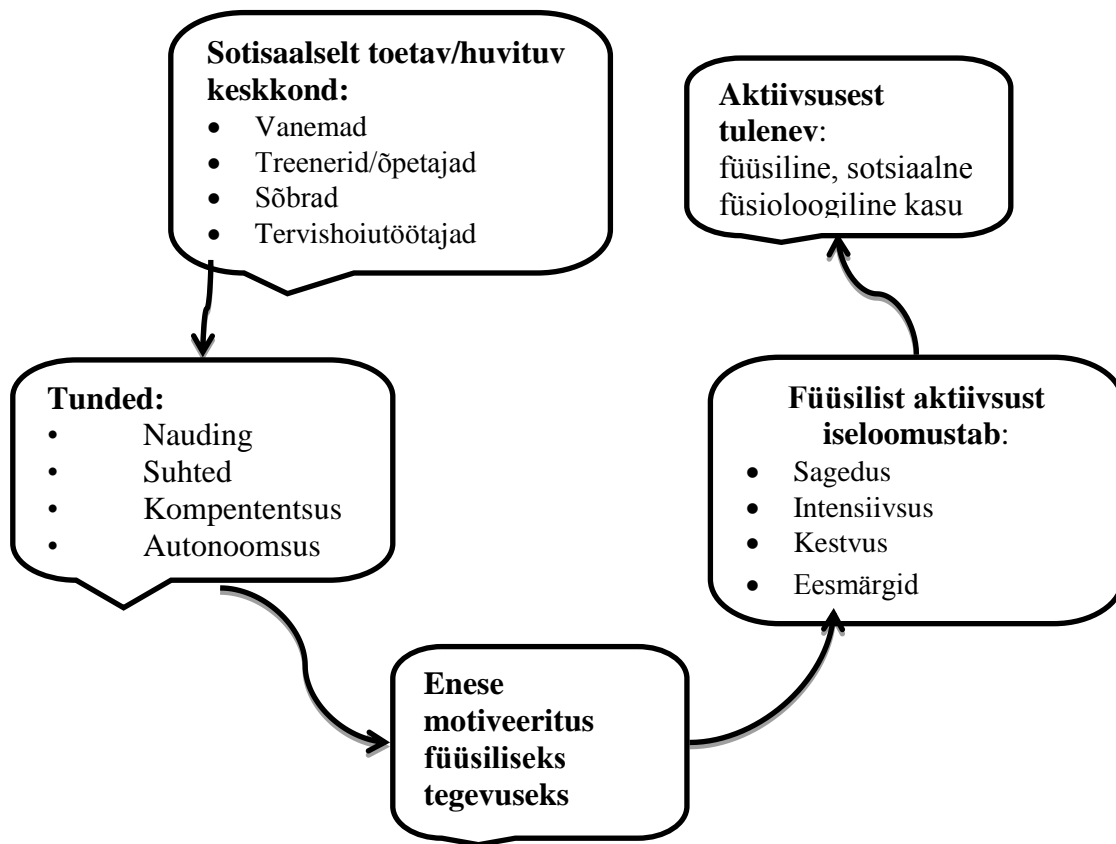 Sotisaalselt toetav/huvituv
keskkond:
• Vanemad
• Treenerid/õpetajad
• Sõbrad
• Tervishoiutöötajad
Tunded:
• Nauding
• Suhted
• Kompententsus
• Autonoomsus
Enese
motiveeritus
füüsiliseks
tegevuseks
Füüsilist aktiivsust
iseloomustab:
• Sagedus
• Intensiivsus
• Kestvus
• Eesmärgid
Aktiivsusest
tulenev:
füüsiline, sotsiaalne
füsioloogiline kasu